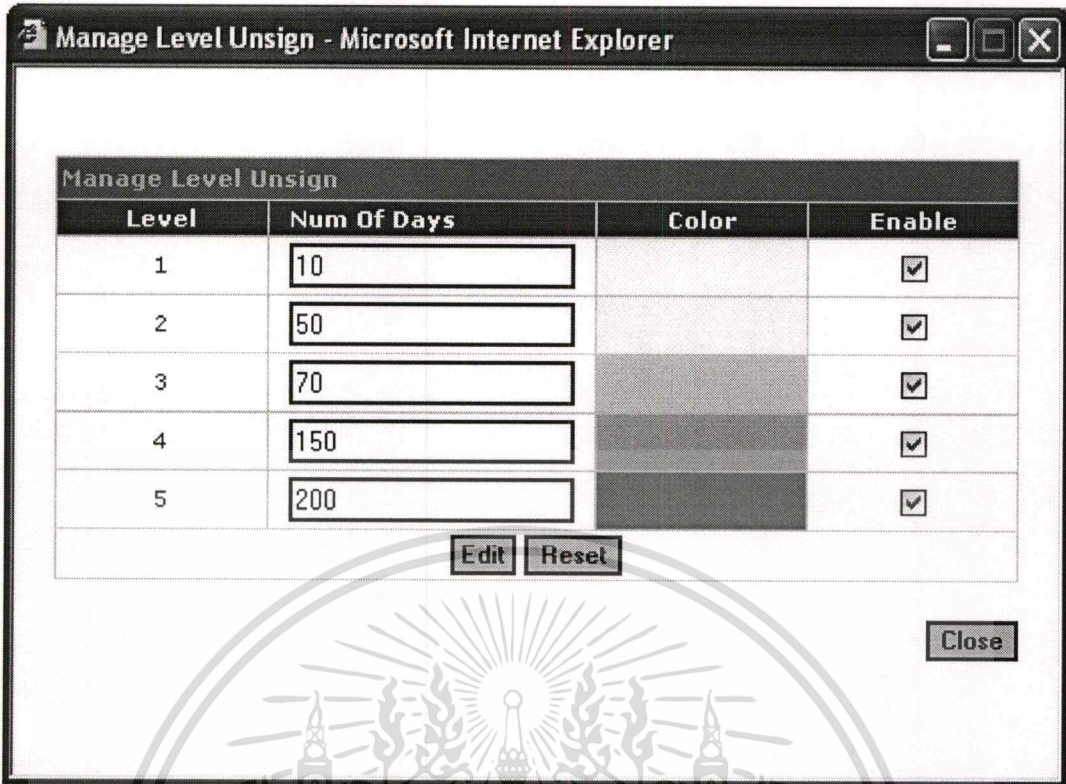 Manage Level Unsign - Microsoft Internet Explorer
Manage Level Unsign
Level Num Of Days Color Enable
1 10
2 50
3 70
4 150
5 200
Edit Reset
Close